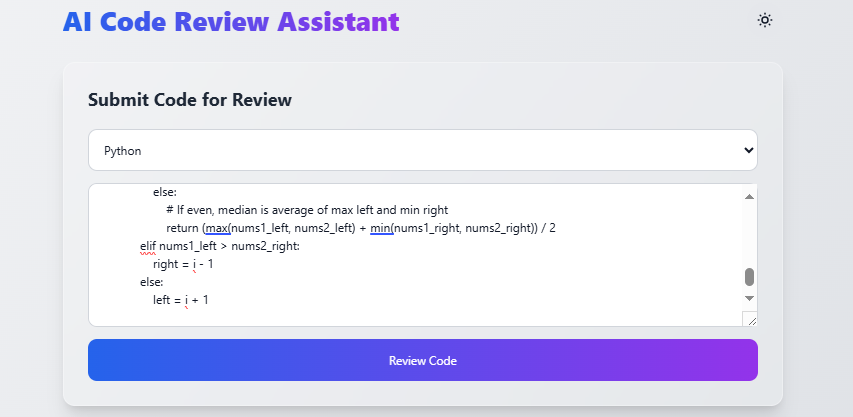 AI Code Review Assistant
Submit Code for Review
Python
else:
# If even, median is average of max left and min right
return (max(nums1_left, nums2_left) + min(nums1_right, nums2_right)) / 2
elif nums1_left > nums2_right:
right = i - 1
else:
left = i + 1
Review Code